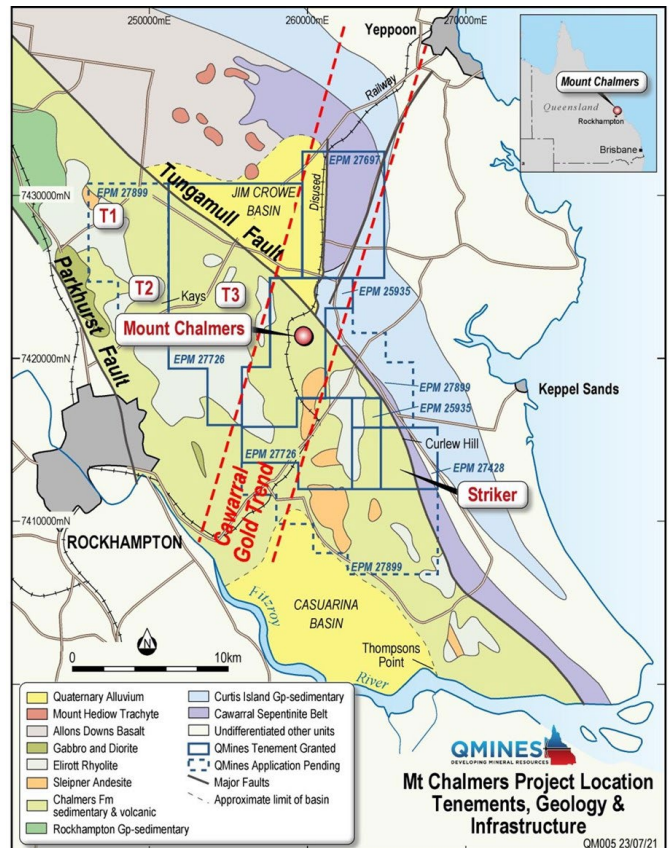 250000mE
260000mE
270000mE
Yeppoon
Railway
Mount Chalmers
Queensland
Rockhampton
Brisbane
EPM 27697
7430000mN
EPM 27899
Tungamull Fault
JIM CROWE
BASIN
Disused
T1
T2
Kays
T3
EPM 25935
Parkhurst Fault
Mount Chalmers
7420000mN
EPM 27726
EPM 27899
Keppel Sands
EPM 25935
Curlew Hill
EPM 27726
EPM 27428
Striker
Cawarral
Gold Trend
7410000mN
ROCKHAMPTON
EPM 27899
Fitzroy
CASUARINA
BASIN
N
Thompsons
Point
0
10km
River
Quaternary Alluvium
Mount Hediow Trachyte
Allons Downs Basalt
Gabbro and Diorite
Elirott Rhyolite
Sleipner Andesite
Chalmers Fm
sedimentary & volcanic
Rockhampton Gp-sedimentary
Curtis Island Gp-sedimentary
Cawarral Sepentinite Belt
Undifferentiated other units
QMines Tenement Granted
QMines Application Pending
Major Faults
Approximate limit of basin
QMINES
DEVELOPING MINERAL RESOURCES
Mt Chalmers Project Location
Tenements, Geology &
Infrastructure
QM005 23/07/21